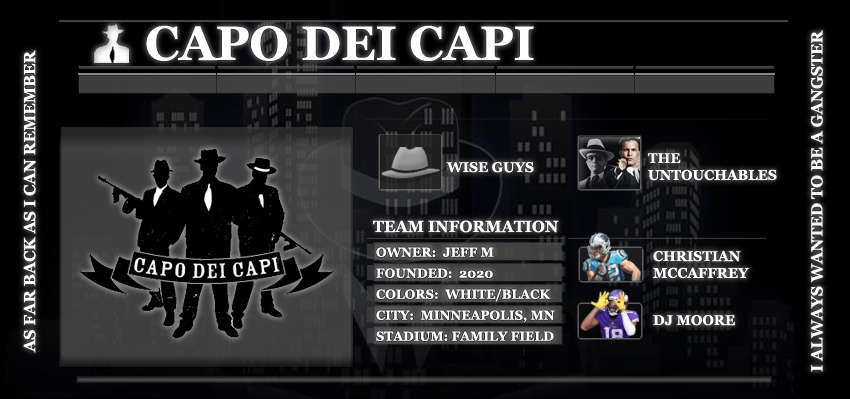 CAPO DEI CAPI
AS FAR BACK AS I CAN REMEMBER
CAPO DEI CAPI
WISE GUYS
THE
UNTOUCHABLES
TEAM INFORMATION
OWNER: JEFF M
FOUNDED: 2020
COLORS: WHITE/BLACK
CITY: MINNEAPOLIS, MN
STADIUM: FAMILY FIELD
CHRISTIAN
MCCAFFREY
DJ MOORE
18
I ALWAYS WANTED TO BE A GANGSTER